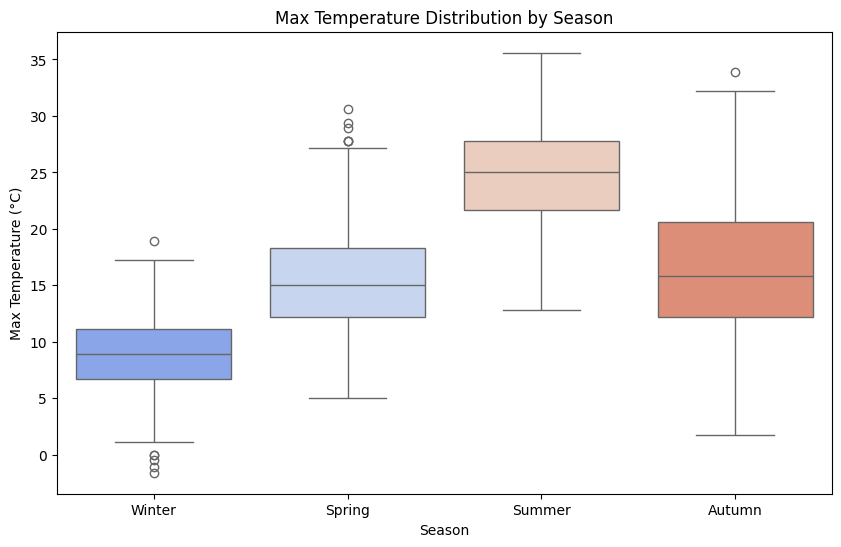 Max Temperature Distribution by Season
Max Temperature (°C)
35
30
25
20
15
10
5
0
Winter
Spring
Summer
Autumn
Season